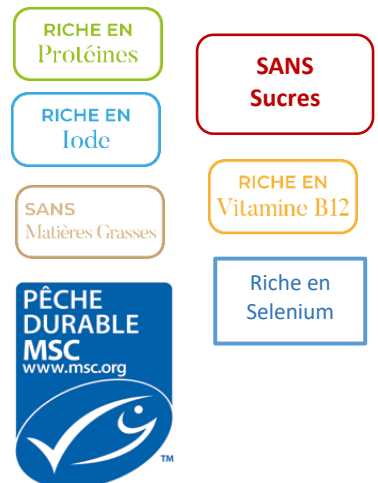 RICHE EN
Protéines
SANS
Sucres
RICHE EN
Iode
RICHE EN
Vitamine B12
SANS
Matières Grasses
Riche en
Selenium
PÊCHE
DURABLE
MSC
www.msc.org
TM